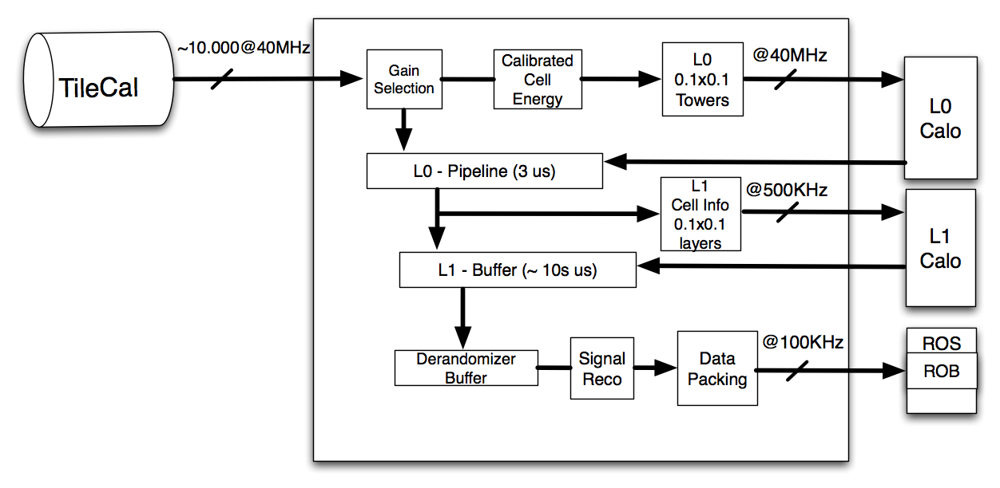 ~10.000@40MHz
TileCal
Gain
Selection
Calibrated
Cell
Energy
L0
0.1x0.1
Towers
@40MHz
L0
Calo
L0 - Pipeline (3 us)
L1
Cell Info
0.1x0.1
layers
@500KHz
L1
Calo
L1 - Buffer (~ 10s us)
Derandomizer
Buffer
Signal
Reco
Data
Packing
@100KHz
ROS
ROB